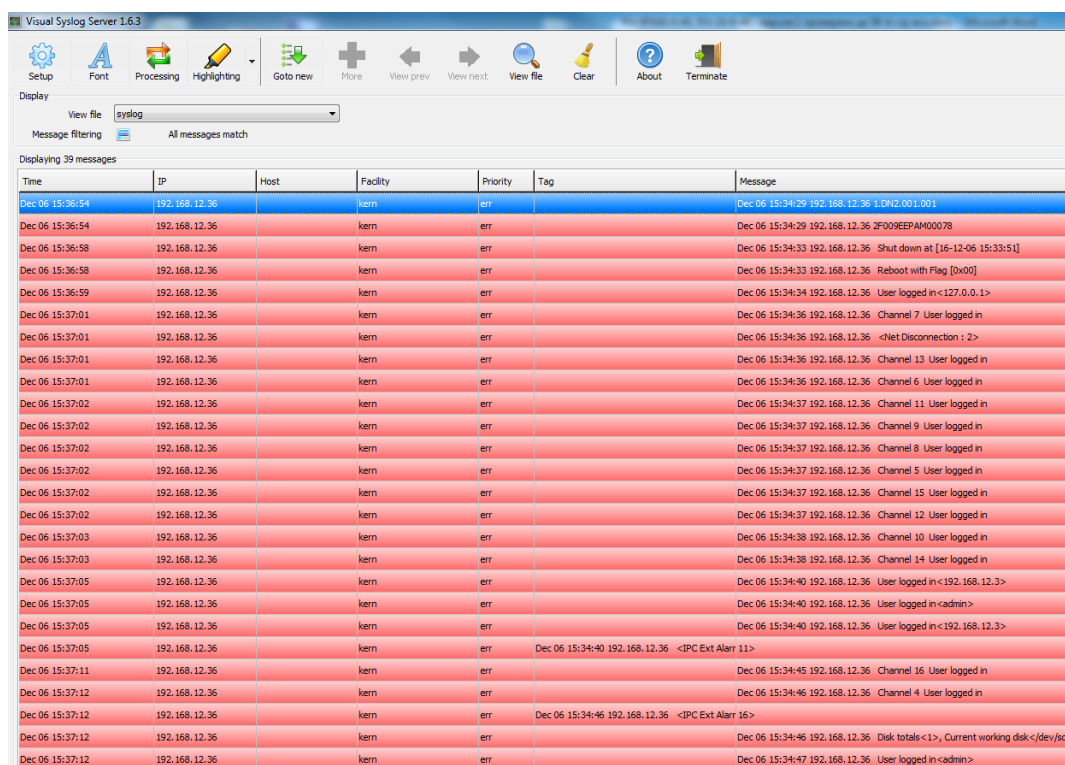 Visual Syslog Server 1.6.3
Setup Font Processing Highlighting Goto new More View prev View next View file Clear About Terminate
Display
View file syslog
Message filtering All messages match
Displaying 39 messages
Time IP Host Facility Priority Tag Message
Dec 06 15:36:54 192.168.12.36 kern err Dec 06 15:34:29 192.168.12.36 1.DN2.001.001
Dec 06 15:36:54 192.168.12.36 kern err Dec 06 15:34:29 192.168.12.36 2F009EEPAM00078
Dec 06 15:36:58 192.168.12.36 kern err Dec 06 15:34:33 192.168.12.36 Shut down at [16-12-06 15:33:51]
Dec 06 15:36:58 192.168.12.36 kern err Dec 06 15:34:33 192.168.12.36 Reboot with Flag [0x00]
Dec 06 15:36:59 192.168.12.36 kern err Dec 06 15:34:34 192.168.12.36 User logged in<127.0.0.1>
Dec 06 15:37:01 192.168.12.36 kern err Dec 06 15:34:36 192.168.12.36 Channel 7 User logged in
Dec 06 15:37:01 192.168.12.36 kern err Dec 06 15:34:36 192.168.12.36 <Net Disconnection : 2>
Dec 06 15:37:01 192.168.12.36 kern err Dec 06 15:34:36 192.168.12.36 Channel 13 User logged in
Dec 06 15:37:01 192.168.12.36 kern err Dec 06 15:34:36 192.168.12.36 Channel 6 User logged in
Dec 06 15:37:02 192.168.12.36 kern err Dec 06 15:34:37 192.168.12.36 Channel 11 User logged in
Dec 06 15:37:02 192.168.12.36 kern err Dec 06 15:34:37 192.168.12.36 Channel 9 User logged in
Dec 06 15:37:02 192.168.12.36 kern err Dec 06 15:34:37 192.168.12.36 Channel 8 User logged in
Dec 06 15:37:02 192.168.12.36 kern err Dec 06 15:34:37 192.168.12.36 Channel 5 User logged in
Dec 06 15:37:02 192.168.12.36 kern err Dec 06 15:34:37 192.168.12.36 Channel 15 User logged in
Dec 06 15:37:02 192.168.12.36 kern err Dec 06 15:34:37 192.168.12.36 Channel 12 User logged in
Dec 06 15:37:03 192.168.12.36 kern err Dec 06 15:34:38 192.168.12.36 Channel 10 User logged in
Dec 06 15:37:03 192.168.12.36 kern err Dec 06 15:34:38 192.168.12.36 Channel 14 User logged in
Dec 06 15:37:05 192.168.12.36 kern err Dec 06 15:34:40 192.168.12.36 User logged in<192.168.12.3>
Dec 06 15:37:05 192.168.12.36 kern err Dec 06 15:34:40 192.168.12.36 User logged in<admin>
Dec 06 15:37:05 192.168.12.36 kern err Dec 06 15:34:40 192.168.12.36 User logged in<192.168.12.3>
Dec 06 15:37:05 192.168.12.36 kern err Dec 06 15:34:40 192.168.12.36 <IPC Ext Alarr 11>
Dec 06 15:37:11 192.168.12.36 kern err Dec 06 15:34:45 192.168.12.36 Channel 16 User logged in
Dec 06 15:37:12 192.168.12.36 kern err Dec 06 15:34:46 192.168.12.36 Channel 4 User logged in
Dec 06 15:37:12 192.168.12.36 kern err Dec 06 15:34:46 192.168.12.36 <IPC Ext Alarr 16>
Dec 06 15:37:12 192.168.12.36 kern err Dec 06 15:34:46 192.168.12.36 Disk totals<1>, Current working disk</dev/sc
Dec 06 15:37:12 192.168.12.36 kern err Dec 06 15:34:47 192.168.12.36 User logged in<admin>